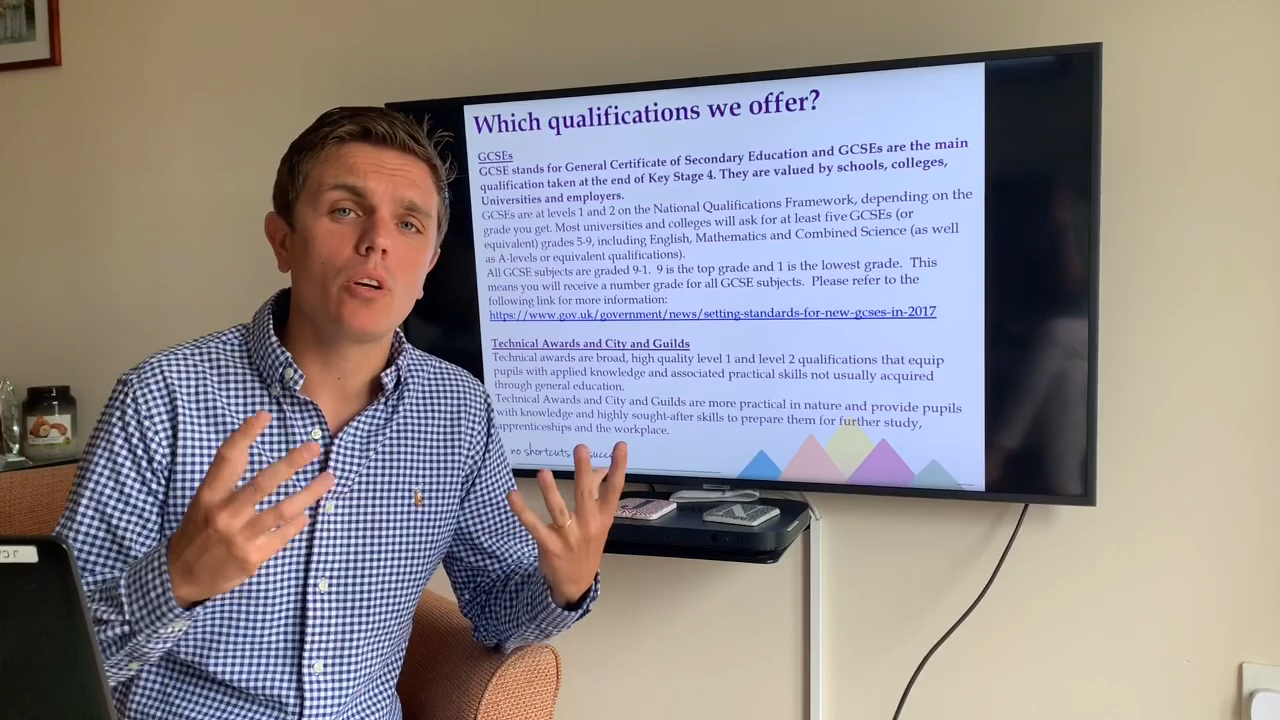 Which qualifications we offer?
GCSEs
GCSE stands for General Certificate of Secondary Education and GCSEs are the main
qualification taken at the end of Key Stage 4. They are valued by schools, colleges,
Universities and employers.
GCSEs are at levels 1 and 2 on the National Qualifications Framework, depending on the
grade you get. Most universities and colleges will ask for at least five GCSEs (or
equivalent) grades 5-9, including English, Mathematics and Combined Science (as well
as A-levels or equivalent qualifications).
All GCSE subjects are graded 9-1. 9 is the top grade and 1 is the lowest grade. This
means you will receive a number grade for all GCSE subjects. Please refer to the
following link for more information:
https://www.gov.uk/government/news/setting-standards-for-new-gcses-in-2017
Technical Awards and City and Guilds
Technical awards are broad, high quality level 1 and level 2 qualifications that equip
pupils with applied knowledge and associated practical skills not usually acquired
through general education.
Technical Awards and City and Guilds are more practical in nature and provide pupils
with knowledge and highly sought-after skills to prepare them for further study,
apprenticeships and the workplace.
no shortcuts